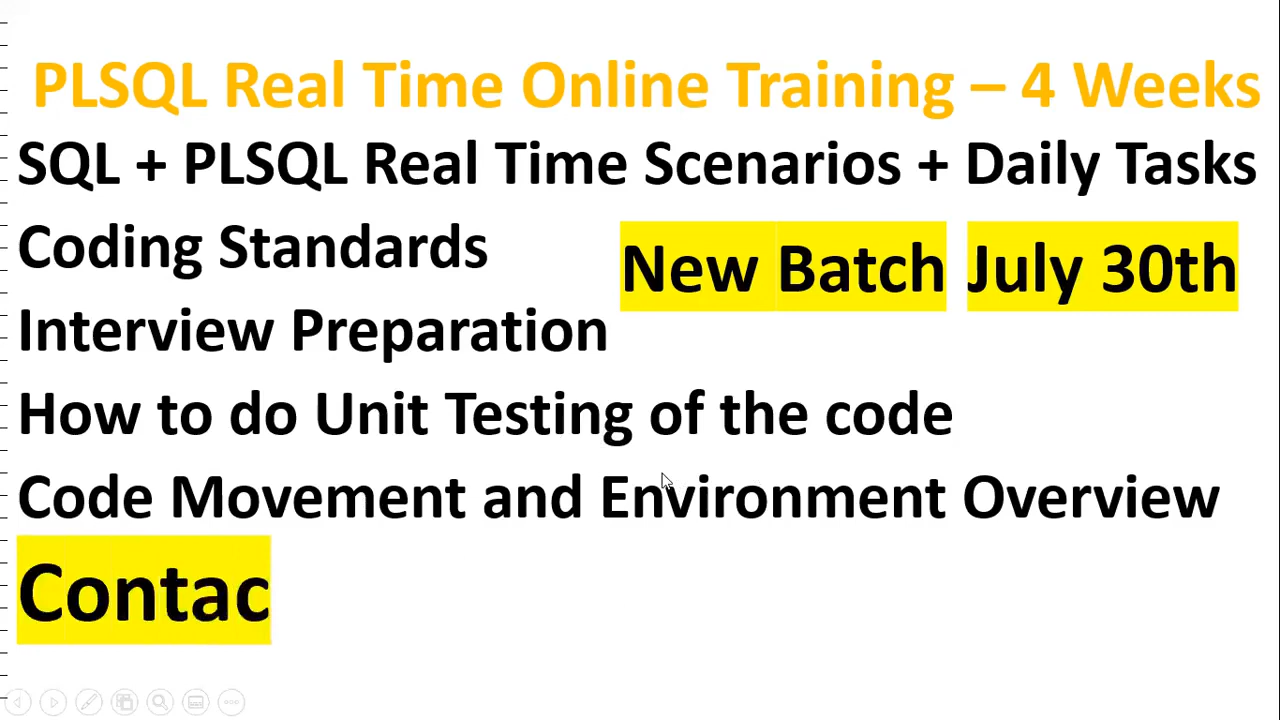 PLSQL Real Time Online Training – 4 Weeks
SQL + PLSQL Real Time Scenarios + Daily Tasks
Coding Standards
New Batch July 30th
Interview Preparation
How to do Unit Testing of the code
Code Movement and Environment Overview
Contac